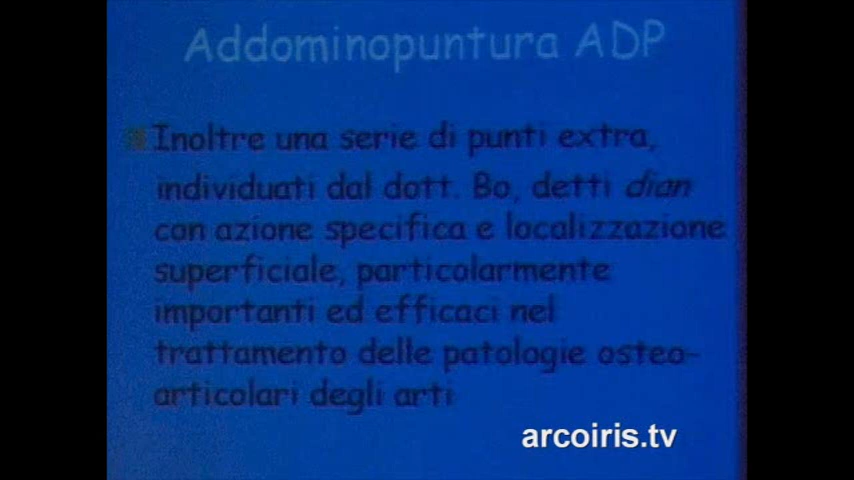 Addominopuntura ADP
Inoltre una serie di punti extra,
individuati dal dott. Bo, detti dian
con azione specifica e localizzazione
superficiale, particolarmente
importanti ed efficaci nel
trattamento delle patologie osteo-
articolari degli arti
arcoiris.tv